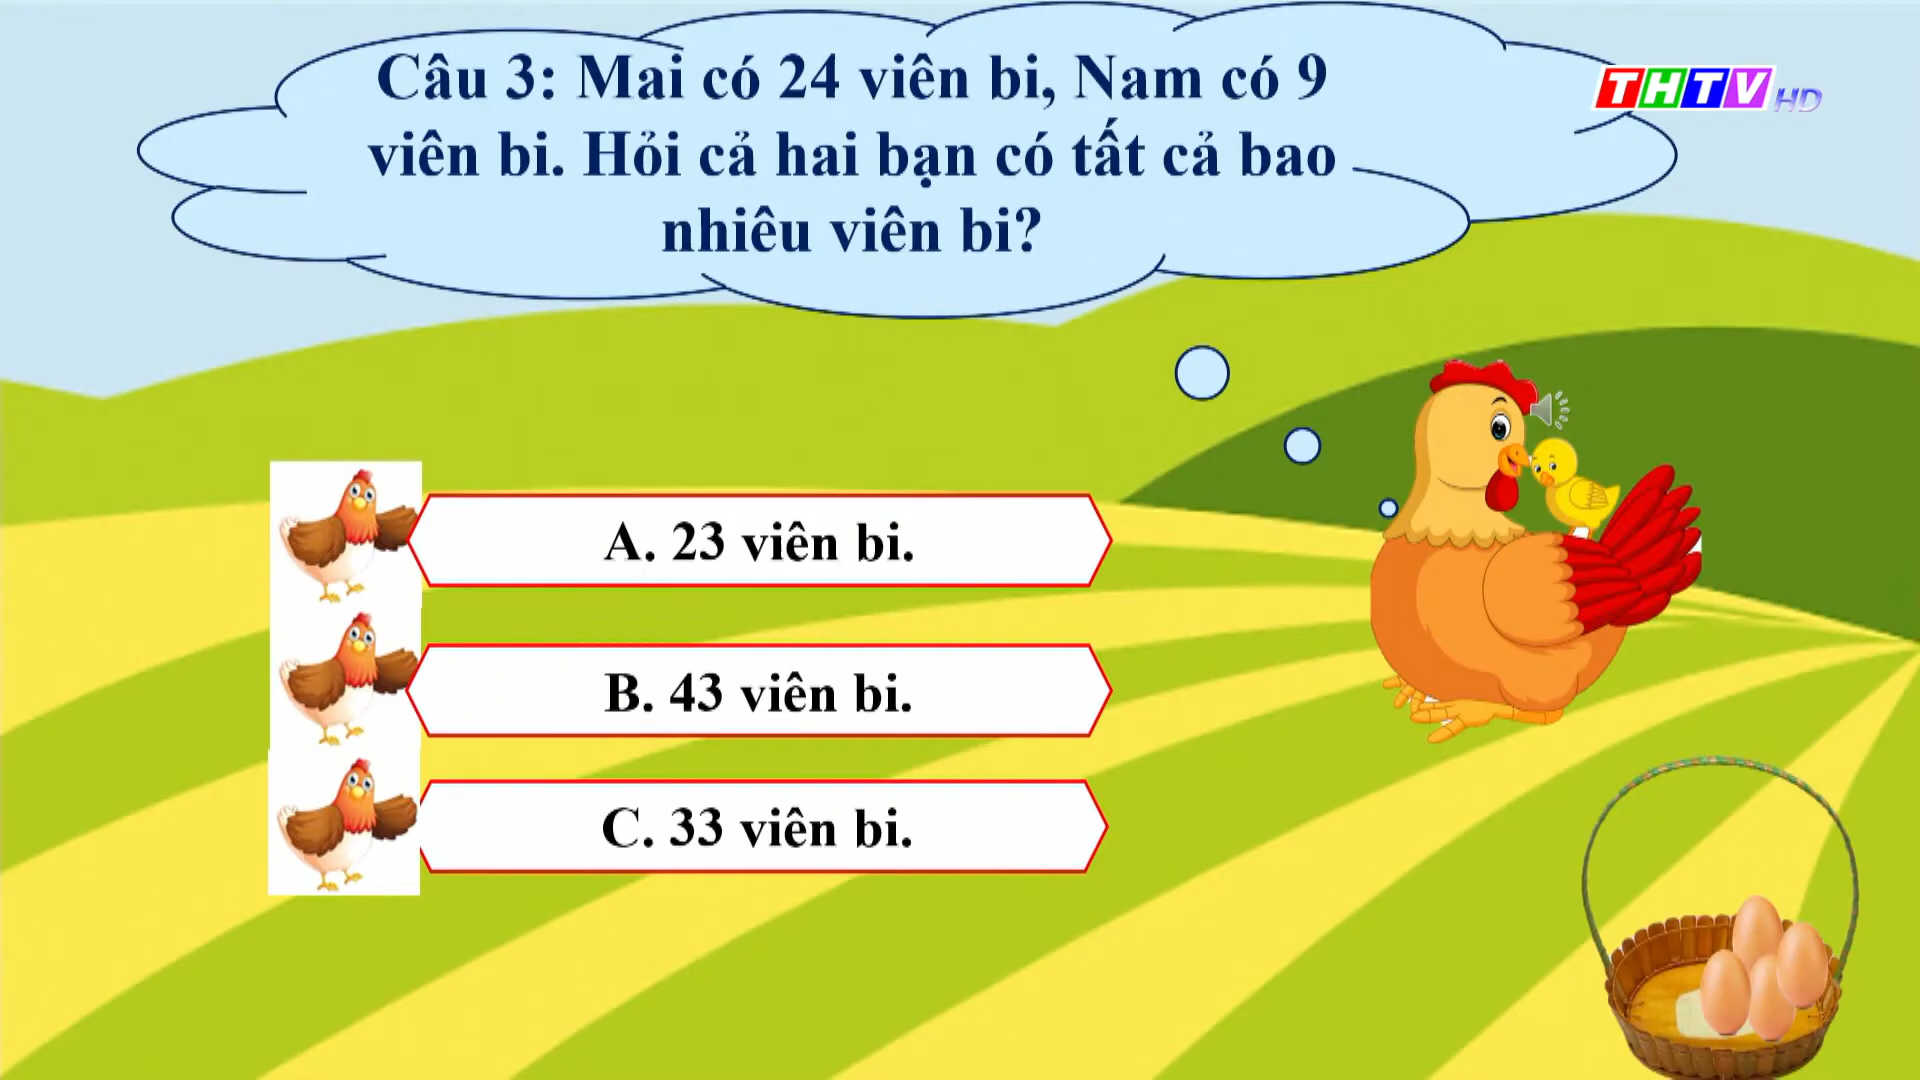 Câu 3: Mai có 24 viên bi, Nam có 9
viên bi. Hỏi cả hai bạn có tất cả bao
nhiêu viên bi?
THTV HD
A. 23 viên bi.
B. 43 viên bi.
C. 33 viên bi.